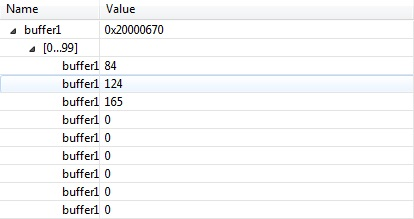 Name Value
buffer1 0x20000670
[0...99]
buffer1 84
buffer1 124
buffer1 165
buffer1 0
buffer1 0
buffer1 0
buffer1 0
buffer1 0
buffer1 0